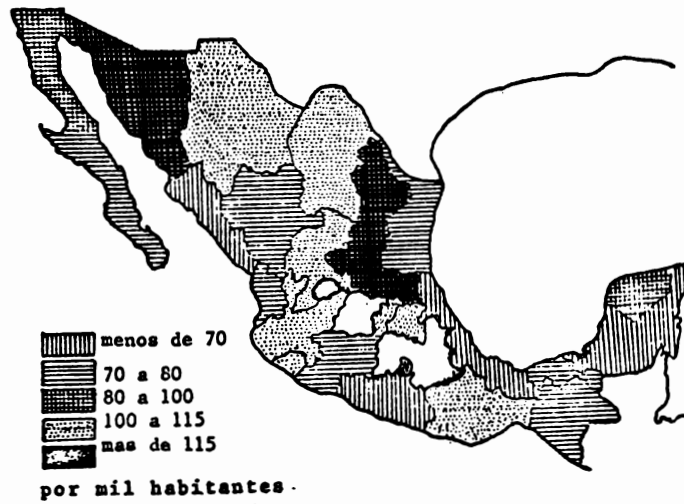 menos de 70
70 a 80
80 a 100
100 a 115
mas de 115
por mil habitantes.